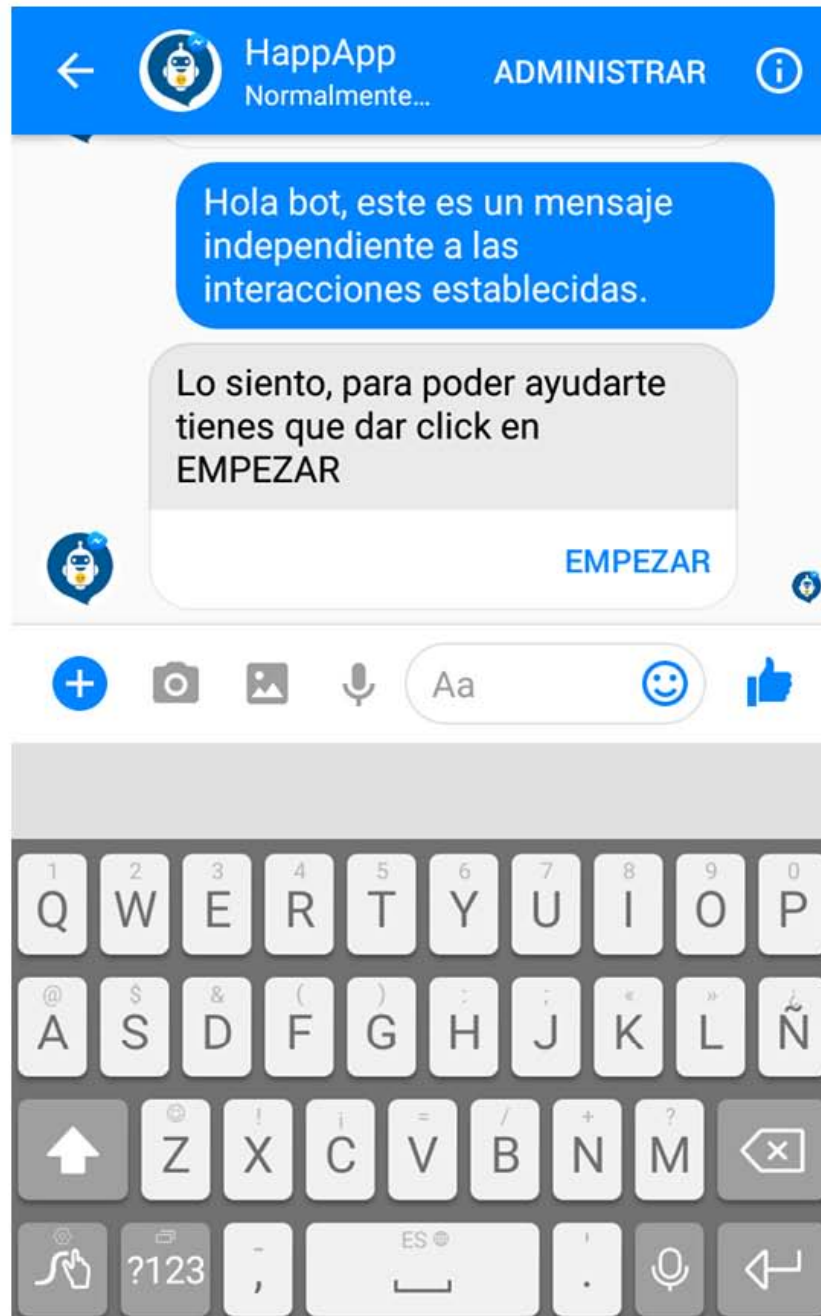 HappApp
Normalmente...
ADMINISTRAR
Hola bot, este es un mensaje
independiente a las
interacciones establecidas.
Lo siento, para poder ayudarte
tienes que dar click en
EMPEZAR
EMPEZAR
Aa
1 2 3 4 5 6 7 8 9 0
Q W E R T Y U I O P
@ $ & ( ) : ; « » ¿
A S D F G H J K L Ñ
! ¡ = / + ?
Z X C V B N M
ES
?123 , .